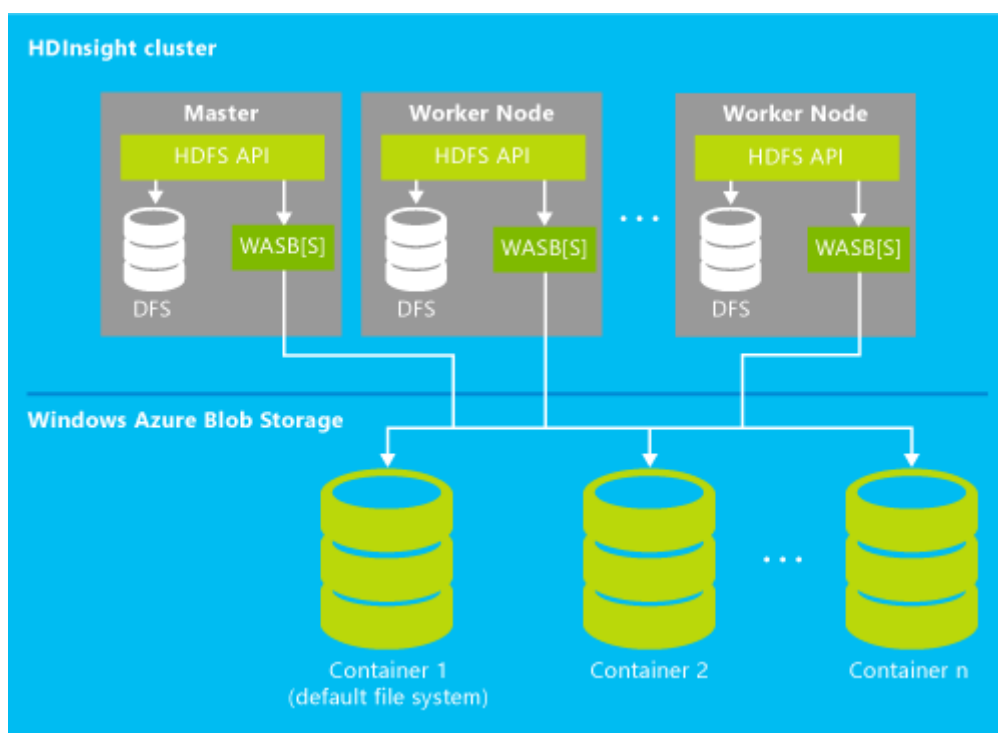 HDInsight cluster
Master
Worker Node
Worker Node
HDFS API
HDFS API
HDFS API
WASB[S]
WASB[S]
WASB[S]
...
DFS
DFS
DFS
Windows Azure Blob Storage
...
Container 1
(default file system)
Container 2
Container n